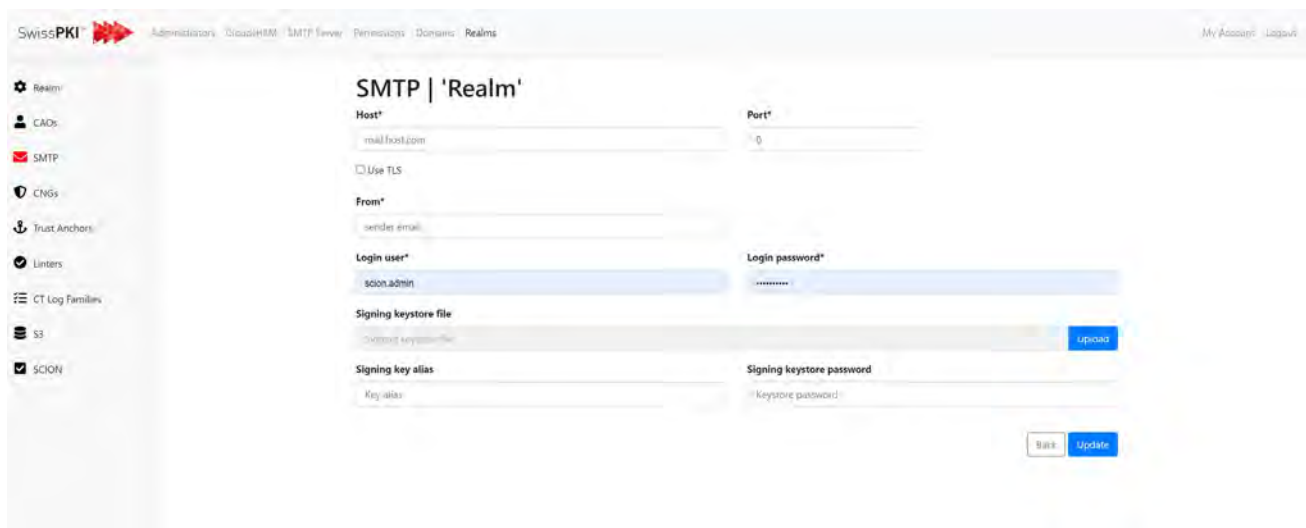 SwissPKI
Administrators Groups HSM SMTP Server Permissions Domains Realms
My Account Logout
Realm
CAOs
SMTP
CNGs
Trust Anchors
Linters
CT Log Families
S3
SCION
SMTP | 'Realm'
Host* Port*
mail.host.com 0
Use TLS
From*
sender email
Login user* Login password*
scion.admin ••••••••••
Signing keystore file
Upload
Signing key alias Signing keystore password
Key alias Keystore password
Back Update